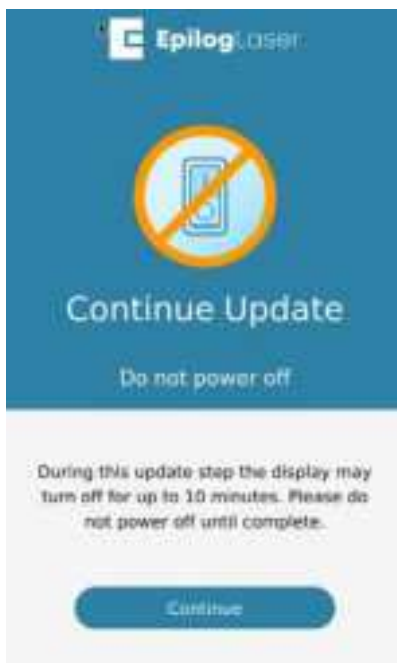 EpilogLaser
Continue Update
Do not power off
During this update step the display may
turn off for up to 10 minutes. Please do
not power off until complete.
Continue